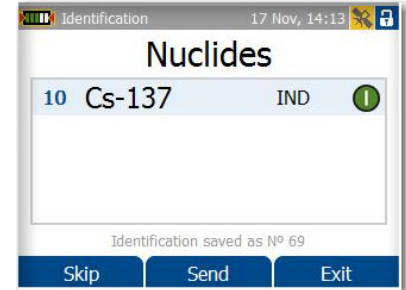 Identification 17 Nov, 14:13
Nuclides
10 Cs-137 IND I
Identification saved as Nº 69
Skip Send Exit